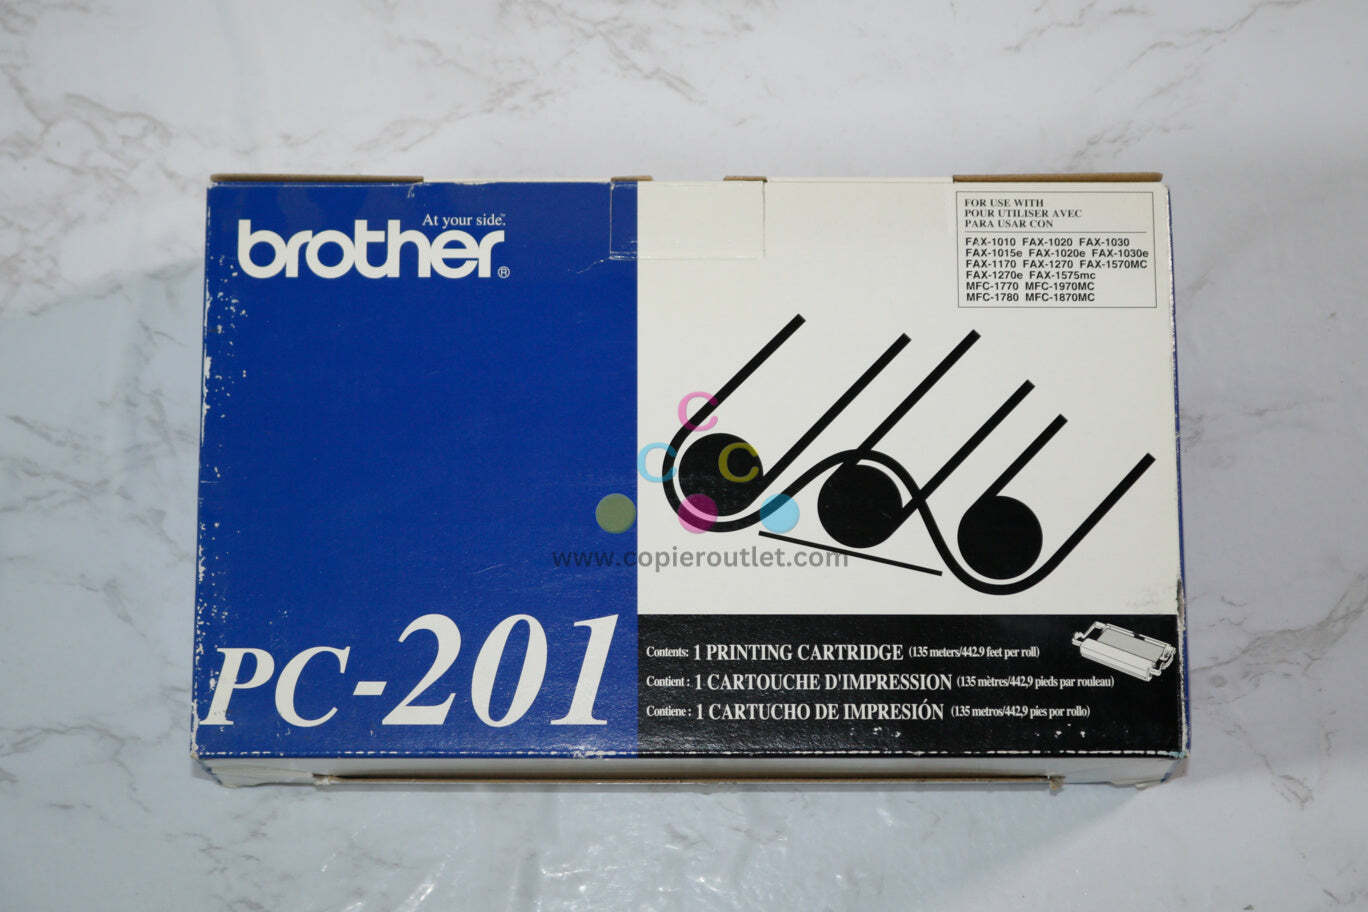 At your side.™
brother®
FOR USE WITH
POUR UTILISER AVEC
PARA USAR CON
FAX-1010 FAX-1020 FAX-1030
FAX-1015e FAX-1020e FAX-1030e
FAX-1170 FAX-1270 FAX-1570MC
FAX-1270e FAX-1575mc
MFC-1770 MFC-1970MC
MFC-1780 MFC-1870MC
C
C C
www.copieroutlet.com
PC-201
Contents: 1 PRINTING CARTRIDGE (135 meters/442.9 feet per roll)
Contient : 1 CARTOUCHE D'IMPRESSION (135 mètres/442,9 pieds par rouleau)
Contiene : 1 CARTUCHO DE IMPRESIÓN (135 metros/442,9 pies por rollo)